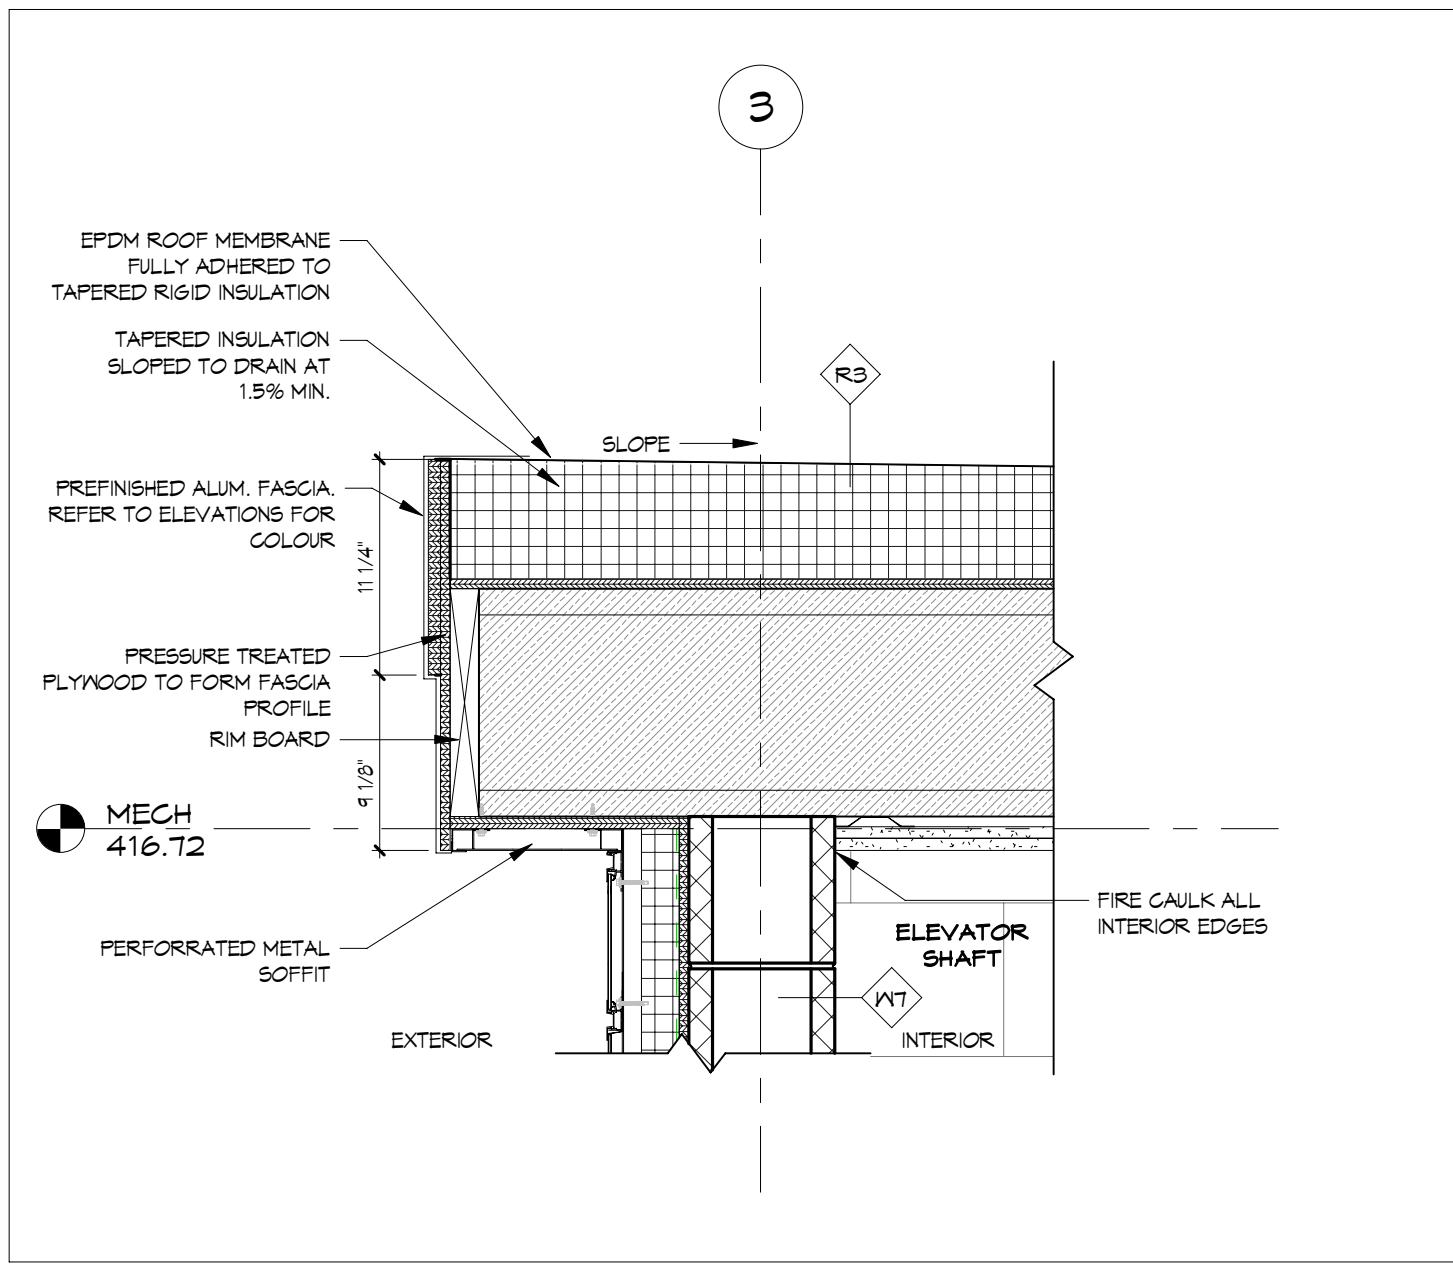 3
EPDM ROOF MEMBRANE
FULLY ADHERED TO
TAPERED RIGID INSULATION
TAPERED INSULATION
SLOPED TO DRAIN AT
1.5% MIN.
R3
SLOPE
PREFINISHED ALUM. FASCIA.
REFER TO ELEVATIONS FOR
COLOUR
11 1/4"
PRESSURE TREATED
PLYWOOD TO FORM FASCIA
PROFILE
RIM BOARD
9 1/8"
MECH
416.72
FIRE CAULK ALL
INTERIOR EDGES
ELEVATOR
SHAFT
PERFORRATED METAL
SOFFIT
W7
EXTERIOR
INTERIOR